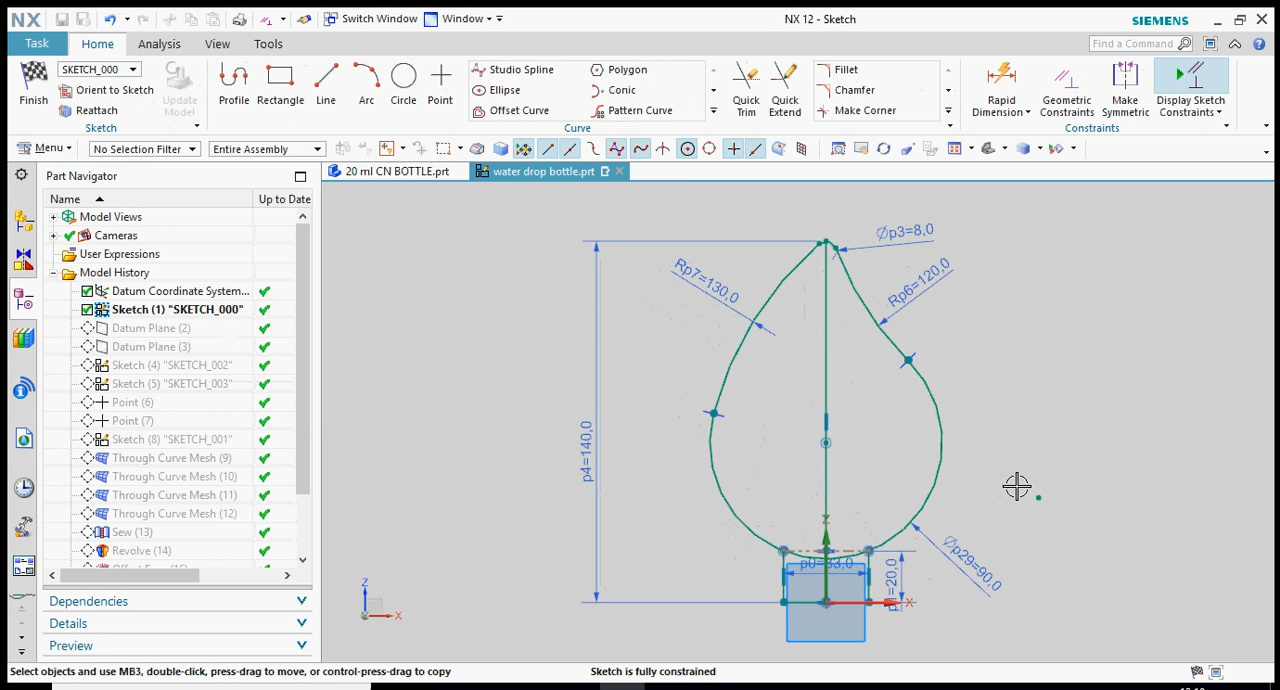 NX
Switch Window
Window
NX 12 - Sketch
SIEMENS
Task
Home
Analysis
View
Tools
Find a Command
Finish
SKETCH_000
Orient to Sketch
Reattach
Update
Model
Sketch
Profile
Rectangle
Line
Arc
Circle
Point
Studio Spline
Ellipse
Offset Curve
Polygon
Conic
Pattern Curve
Quick
Trim
Quick
Extend
Fillet
Chamfer
Make Corner
Curve
Rapid
Dimension
Geometric
Constraints
Make
Symmetric
Display Sketch
Constraints
Constraints
Menu
No Selection Filter
Entire Assembly
Part Navigator
20 ml CN BOTTLE.prt
water drop bottle.prt
Name
Up to Date
Model Views
Cameras
User Expressions
Model History
Datum Coordinate System...
Sketch (1) "SKETCH_000"
Datum Plane (2)
Datum Plane (3)
Sketch (4) "SKETCH_002"
Sketch (5) "SKETCH_003"
Point (6)
Point (7)
Sketch (8) "SKETCH_001"
Through Curve Mesh (9)
Through Curve Mesh (10)
Through Curve Mesh (11)
Through Curve Mesh (12)
Sew (13)
Revolve (14)
Dependencies
Details
Preview
Øp3=8,0
Rp7=130,0
Rp6=120,0
p4=140,0
Øp29=90,0
Z
X
Z
X
Select objects and use MB3, double-click, press-drag to move, or control-press-drag to copy
Sketch is fully constrained